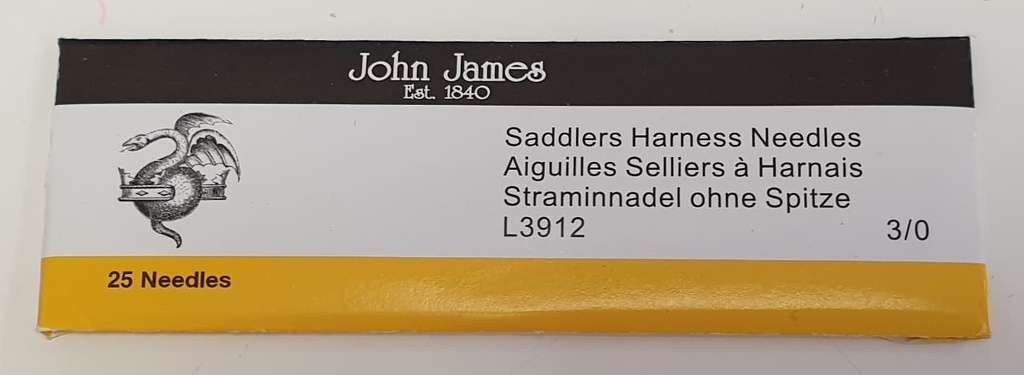 John James
Est. 1840
Saddlers Harness Needles
Aiguilles Selliers à Harnais
Straminnadel ohne Spitze
L3912 3/0
25 Needles